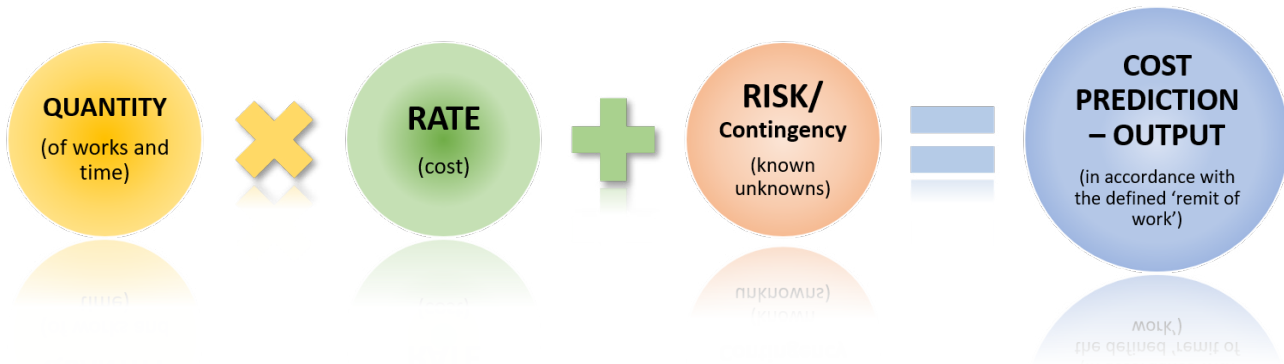 QUANTITY
(of works and
time)
RATE
(cost)
RISK/
Contingency
(known
unknowns)
COST
PREDICTION
– OUTPUT
(in accordance with
the defined ‘remit of
work’)